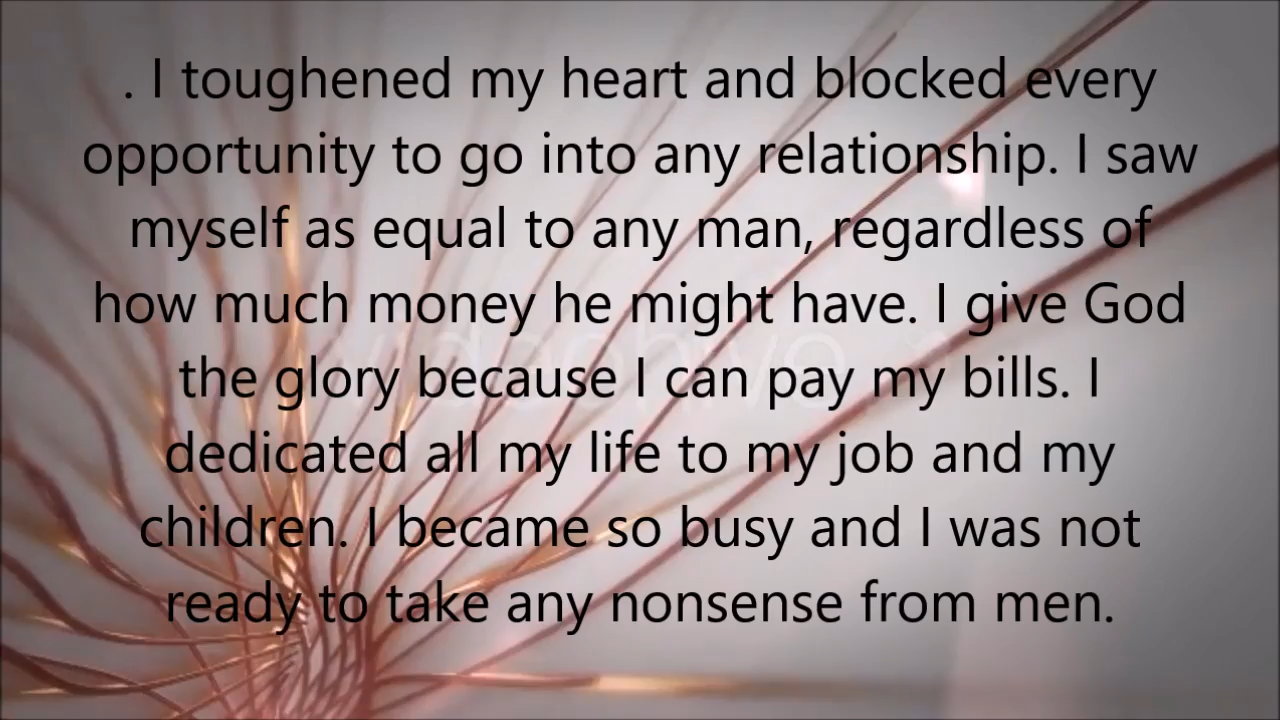 . I toughened my heart and blocked every
opportunity to go into any relationship. I saw
myself as equal to any man, regardless of
how much money he might have. I give God
the glory because I can pay my bills. I
dedicated all my life to my job and my
children. I became so busy and I was not
ready to take any nonsense from men.